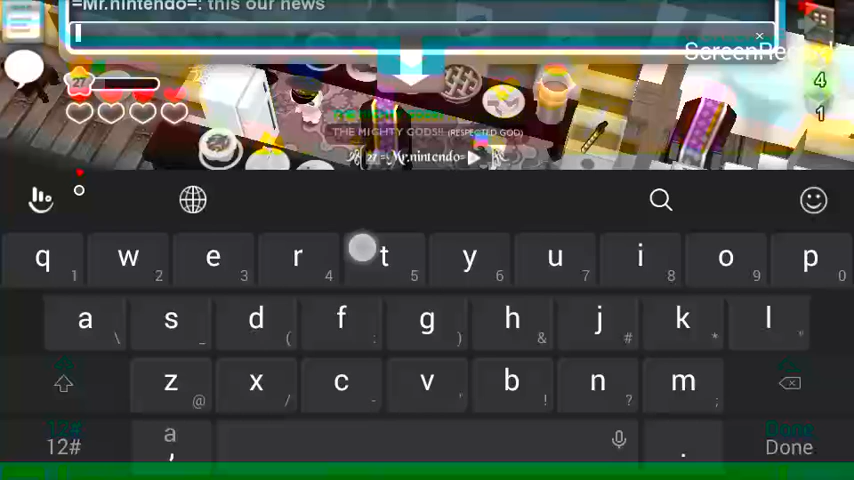 =Mr.nintendo=: this our news
×
ScreenRec
27
4
1
THE MIGHTY GODS!! (RESPECTED GOD)
27 =Mr.nintendo=
q 1 w 2 e 3 r 4 t 5 y 6 u 7 i 8 o 9 p 0
a \ s _ d ( f : g ) h & j # k * l "
z @ x / c - v ' b ! n ? m ;
12# a , . Done